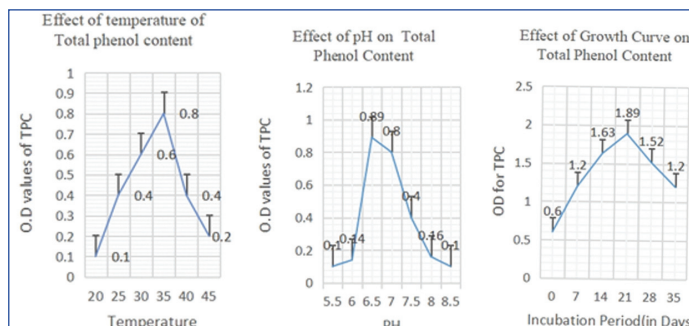 Effect of temperature of
Total phenol content
O.D values of TPC
1
0.9
0.8
0.7
0.6
0.5
0.4
0.3
0.2
0.1
0
0.1
0.4
0.6
0.8
0.4
0.2
20 25 30 35 40 45
Temperature
Effect of pH on Total
Phenol Content
O.D values of TPC
1.2
1
0.8
0.6
0.4
0.2
0
0.1
0.14
0.89
0.8
0.4
0.16
0.1
5.5 6 6.5 7 7.5 8 8.5
PH
Effect of Growth Curve on
Total Phenol Content
OD for TPC
2.5
2
1.5
1
0.5
0
0.6
1.2
1.63
1.89
1.52
1.2
0 7 14 21 28 35
Incubation Period(in Days